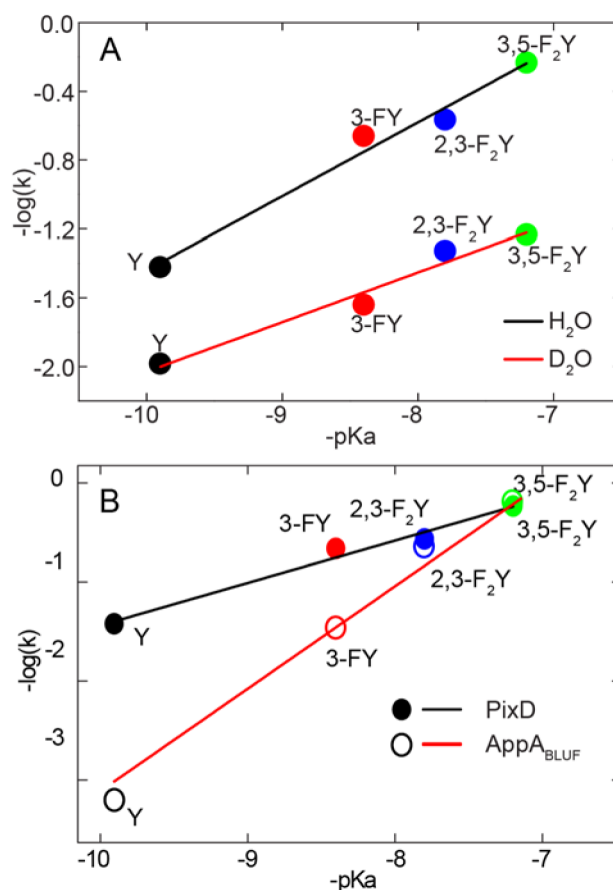 A
0.0
-0.4
-0.8
-1.2
-1.6
-2.0
-log(k)
3,5-F₂Y
3-FY
2,3-F₂Y
Y
2,3-F₂Y
3,5-F₂Y
Y
3-FY
H₂O
D₂O
-10 -9 -8 -7
-pKa
B
0
-1
-2
-3
-log(k)
3,5-F₂Y
2,3-F₂Y
3-FY
3,5-F₂Y
2,3-F₂Y
Y
3-FY
PixD
AppA_BLUF
Y
-10 -9 -8 -7
-pKa